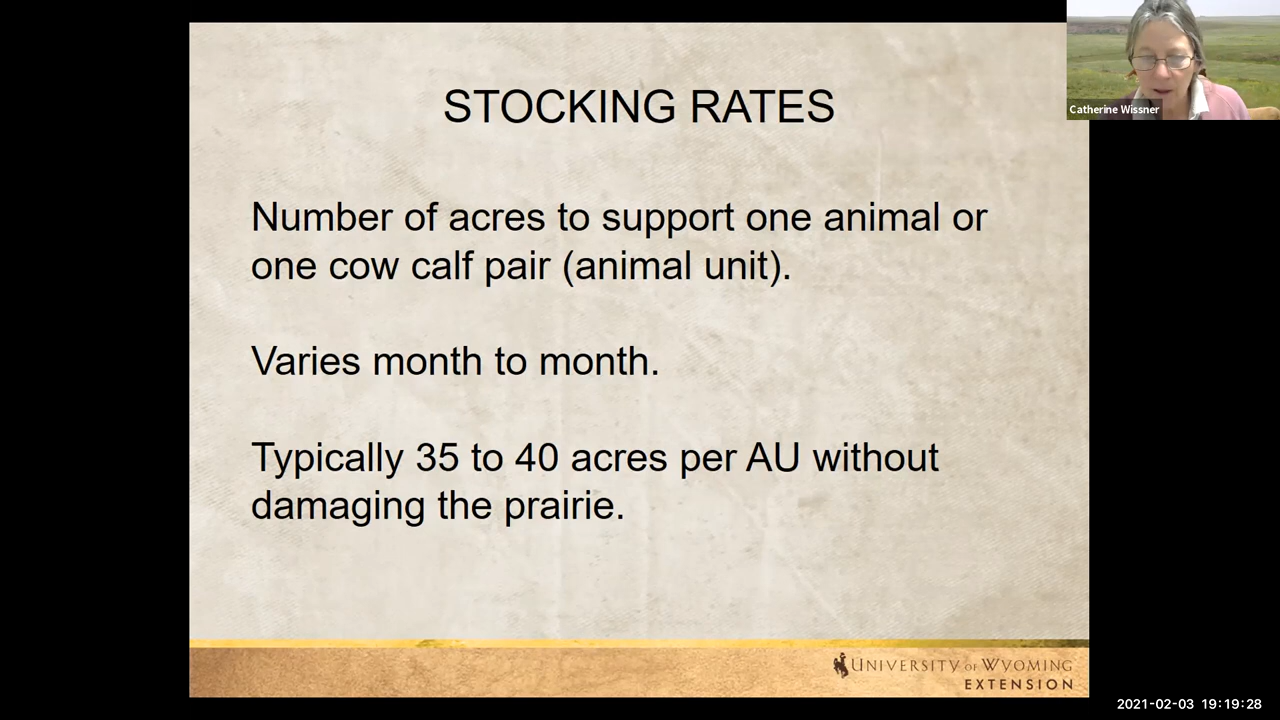 STOCKING RATES
Catherine Wissner
Number of acres to support one animal or
one cow calf pair (animal unit).
Varies month to month.
Typically 35 to 40 acres per AU without
damaging the prairie.
UNIVERSITY OF WYOMING
EXTENSION
2021-02-03 19:19:28